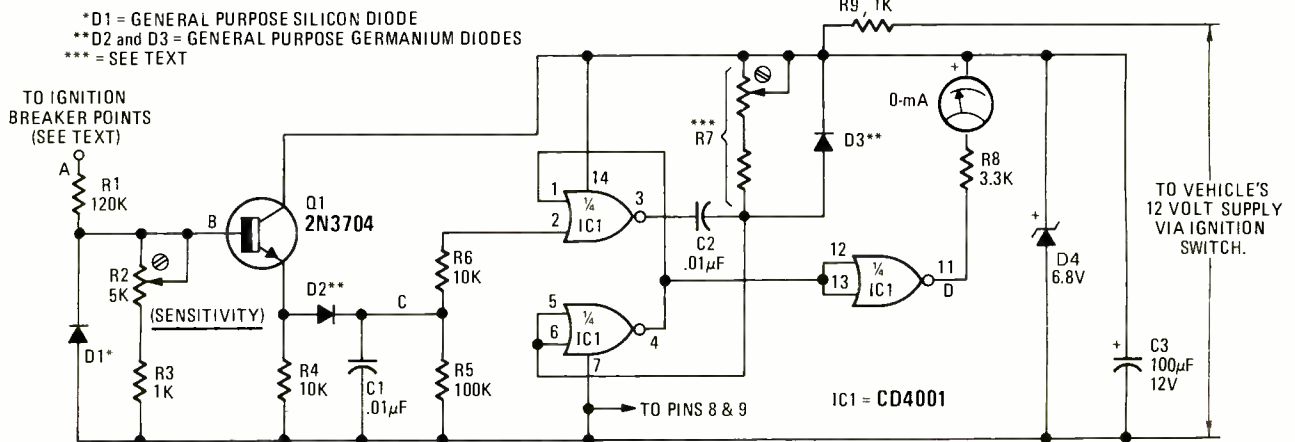 *D1 = GENERAL PURPOSE SILICON DIODE
**D2 and D3 = GENERAL PURPOSE GERMANIUM DIODES
*** = SEE TEXT
R9, 1K
TO IGNITION
BREAKER POINTS
(SEE TEXT)
A
R1
120K
B
Q1
2N3704
R2
5K
(SENSITIVITY)
D1*
R3
1K
R4
10K
D2**
C
C1
.01µF
R6
10K
R5
100K
1
2
14
3
¼
IC1
C2
.01µF
***
R7
D3**
5
6
4
7
¼
IC1
12
13
11
D
¼
IC1
TO PINS 8 & 9
IC1 = CD4001
+
0-mA
R8
3.3K
+
D4
6.8V
+
C3
100µF
12V
TO VEHICLE'S
12 VOLT SUPPLY
VIA IGNITION
SWITCH.